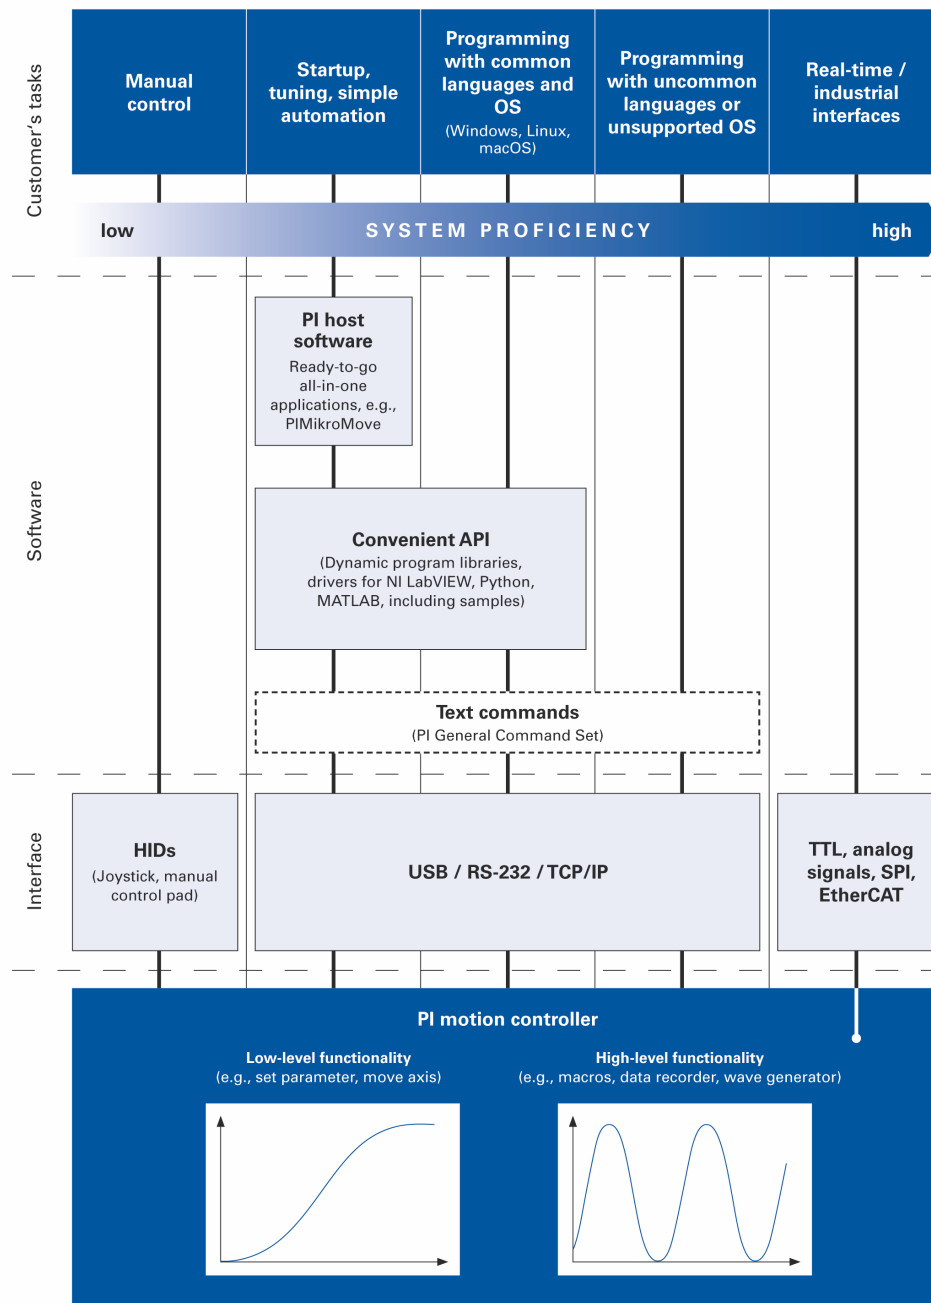 Customer's tasks
Manual
control
Startup,
tuning, simple
automation
Programming
with common
languages and
OS
(Windows, Linux,
macOS)
Programming
with uncommon
languages or
unsupported OS
Real-time /
industrial
interfaces
low
SYSTEM PROFICIENCY
high
Software
PI host
software
Ready-to-go
all-in-one
applications, e.g.,
PIMikroMove
Convenient API
(Dynamic program libraries,
drivers for NI LabVIEW, Python,
MATLAB, including samples)
Text commands
(PI General Command Set)
Interface
HIDs
(Joystick, manual
control pad)
USB / RS-232 / TCP/IP
TTL, analog
signals, SPI,
EtherCAT
PI motion controller
Low-level functionality
(e.g., set parameter, move axis)
High-level functionality
(e.g., macros, data recorder, wave generator)